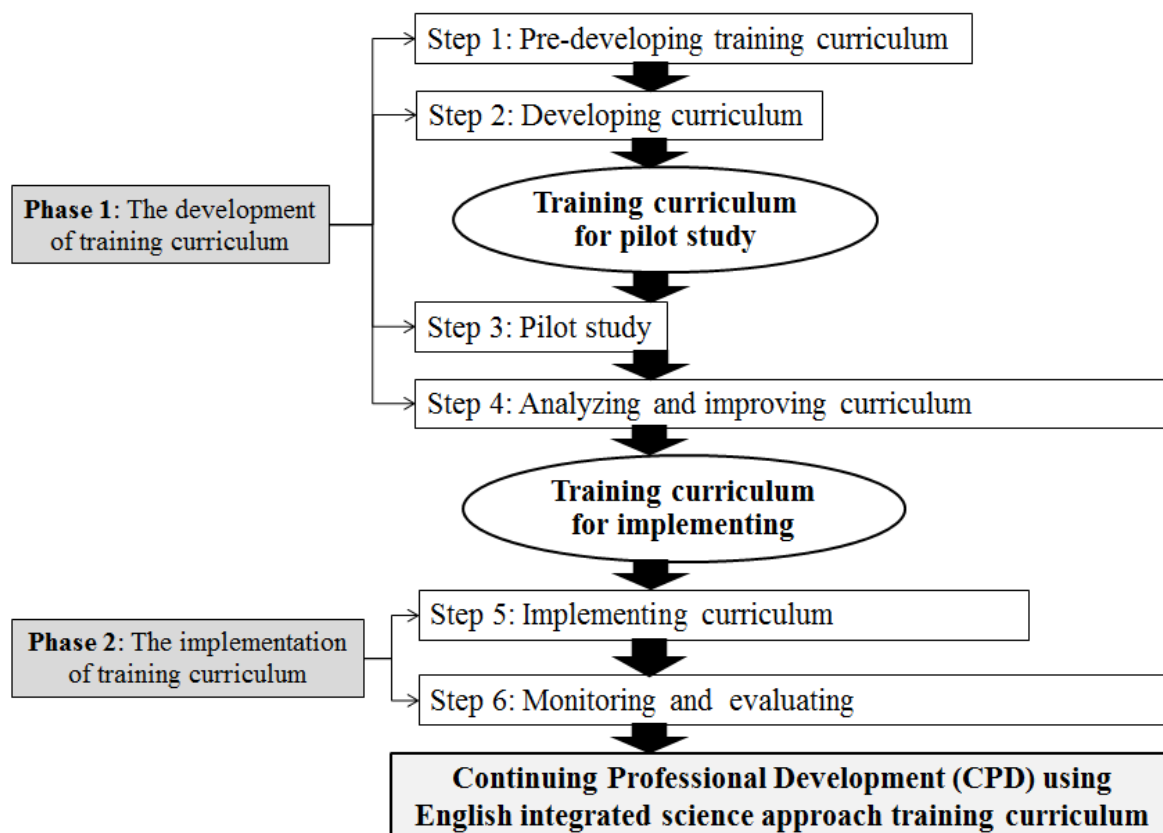 Step 1: Pre-developing training curriculum
Step 2: Developing curriculum
Training curriculum
for pilot study
Phase 1: The development
of training curriculum
Step 3: Pilot study
Step 4: Analyzing and improving curriculum
Training curriculum
for implementing
Step 5: Implementing curriculum
Phase 2: The implementation
of training curriculum
Step 6: Monitoring and evaluating
Continuing Professional Development (CPD) using
English integrated science approach training curriculum